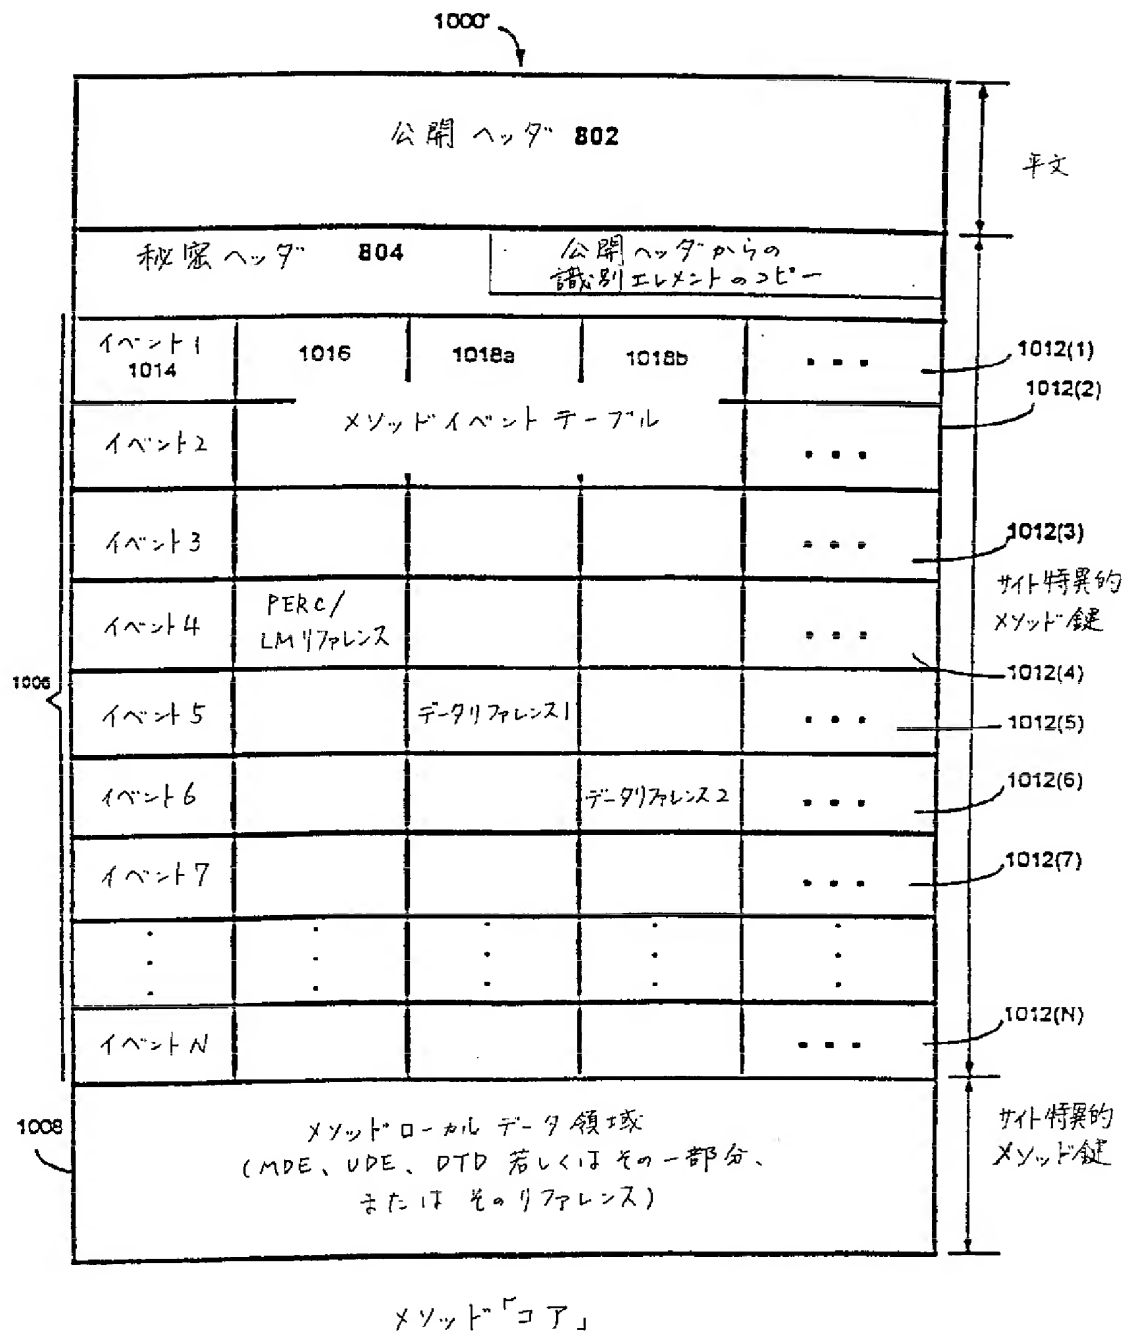 1000'
公開ヘッダ 802
平文
秘密ヘッダ 804
公開ヘッダからの
識別エレメントのコピー
イベント1
1014
1016
1018a
1018b
1012(1)
1012(2)
メソッドイベントテーブル
イベント2
イベント3
1012(3)
サイト特異的
メソッド鍵
イベント4
PERC/
LMリファレンス
1012(4)
1006
イベント5
データリファレンス1
1012(5)
イベント6
データリファレンス2
1012(6)
イベント7
1012(7)
イベントN
1012(N)
1008
メソッドローカルデータ領域
(MDE、UDE、DTD 若しくはその一部分、
またはそのリファレンス)
サイト特異的
メソッド鍵
メソッド「コア」